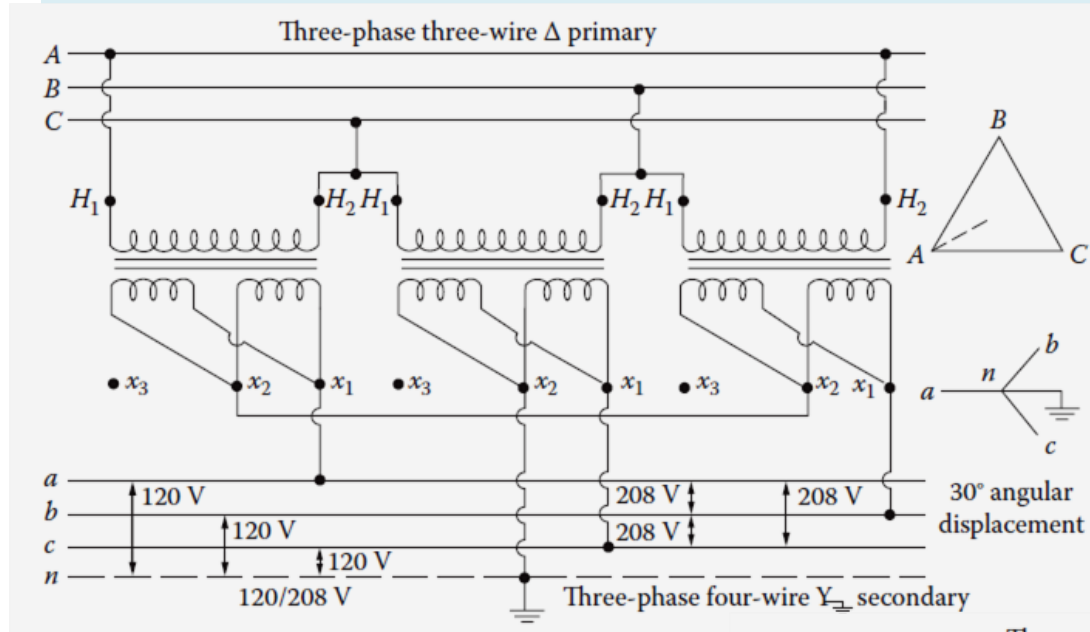 Three-phase three-wire Δ primary
A
B
C
B
H₁ H₂ H₁ H₂ H₁ H₂
A C
x₃ x₂ x₁ x₃ x₂ x₁ x₃ x₂ x₁
b
a n
c
a
120 V 208 V 208 V
30° angular
displacement
b
120 V 208 V
c
120 V
n
120/208 V Three-phase four-wire Y secondary